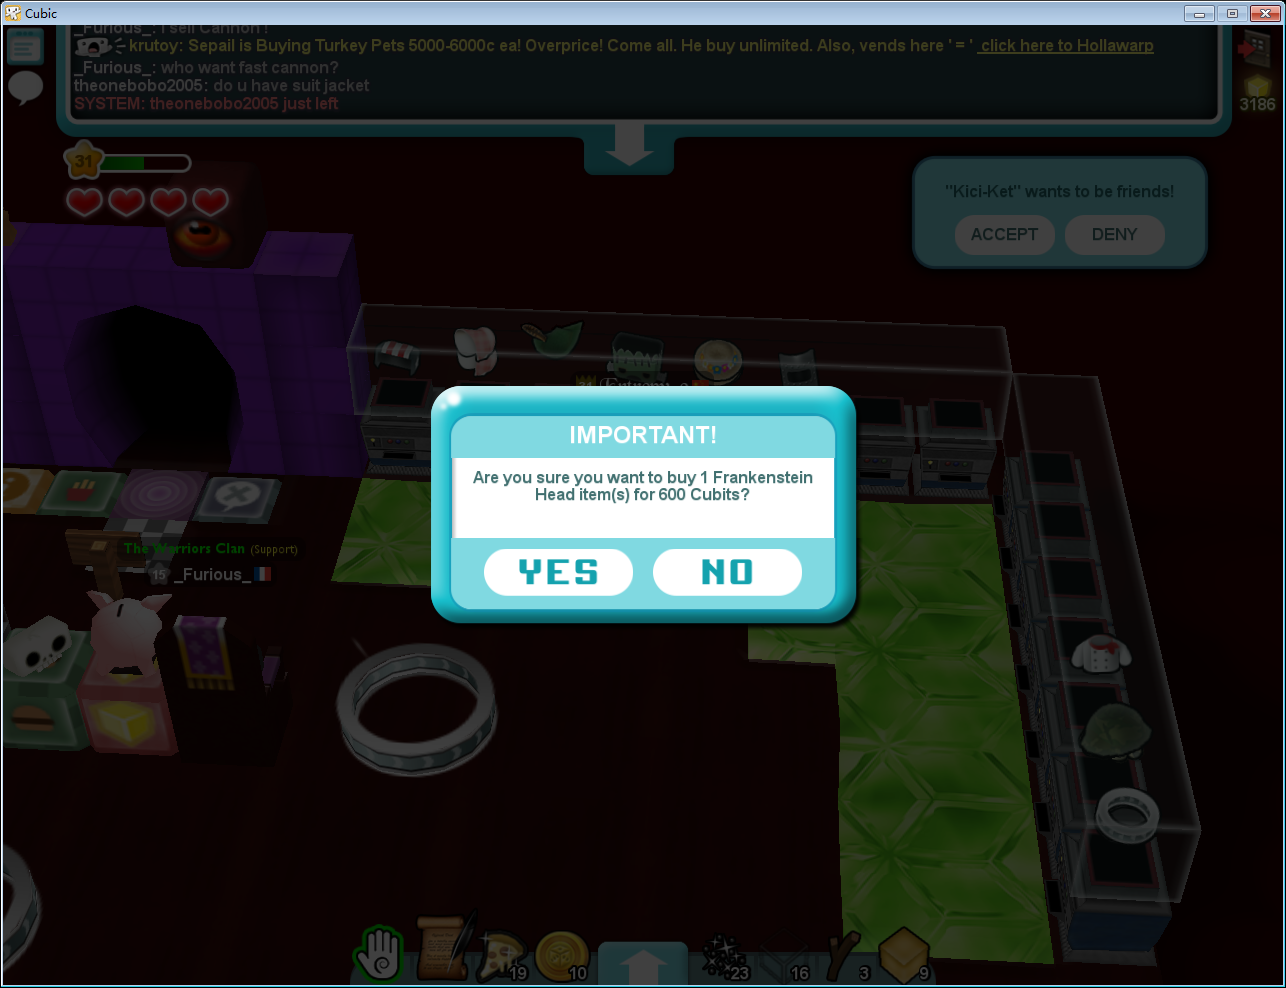 Cubic
_Furious_: I sell Cannon !
krutoy: Sepail is Buying Turkey Pets 5000-6000c ea! Overprice! Come all. He buy unlimited. Also, vends here ' = '  click here to Hollawarp
_Furious_: who want fast cannon?
theonebobo2005: do u have suit jacket
SYSTEM: theonebobo2005 just left
3186
31
"Kici-Ket" wants to be friends!
ACCEPT DENY
IMPORTANT!
Are you sure you want to buy 1 Frankenstein
Head item(s) for 600 Cubits?
YES NO
The Warriors Clan (Support)
15 _Furious_
19 10 23 16 3 9